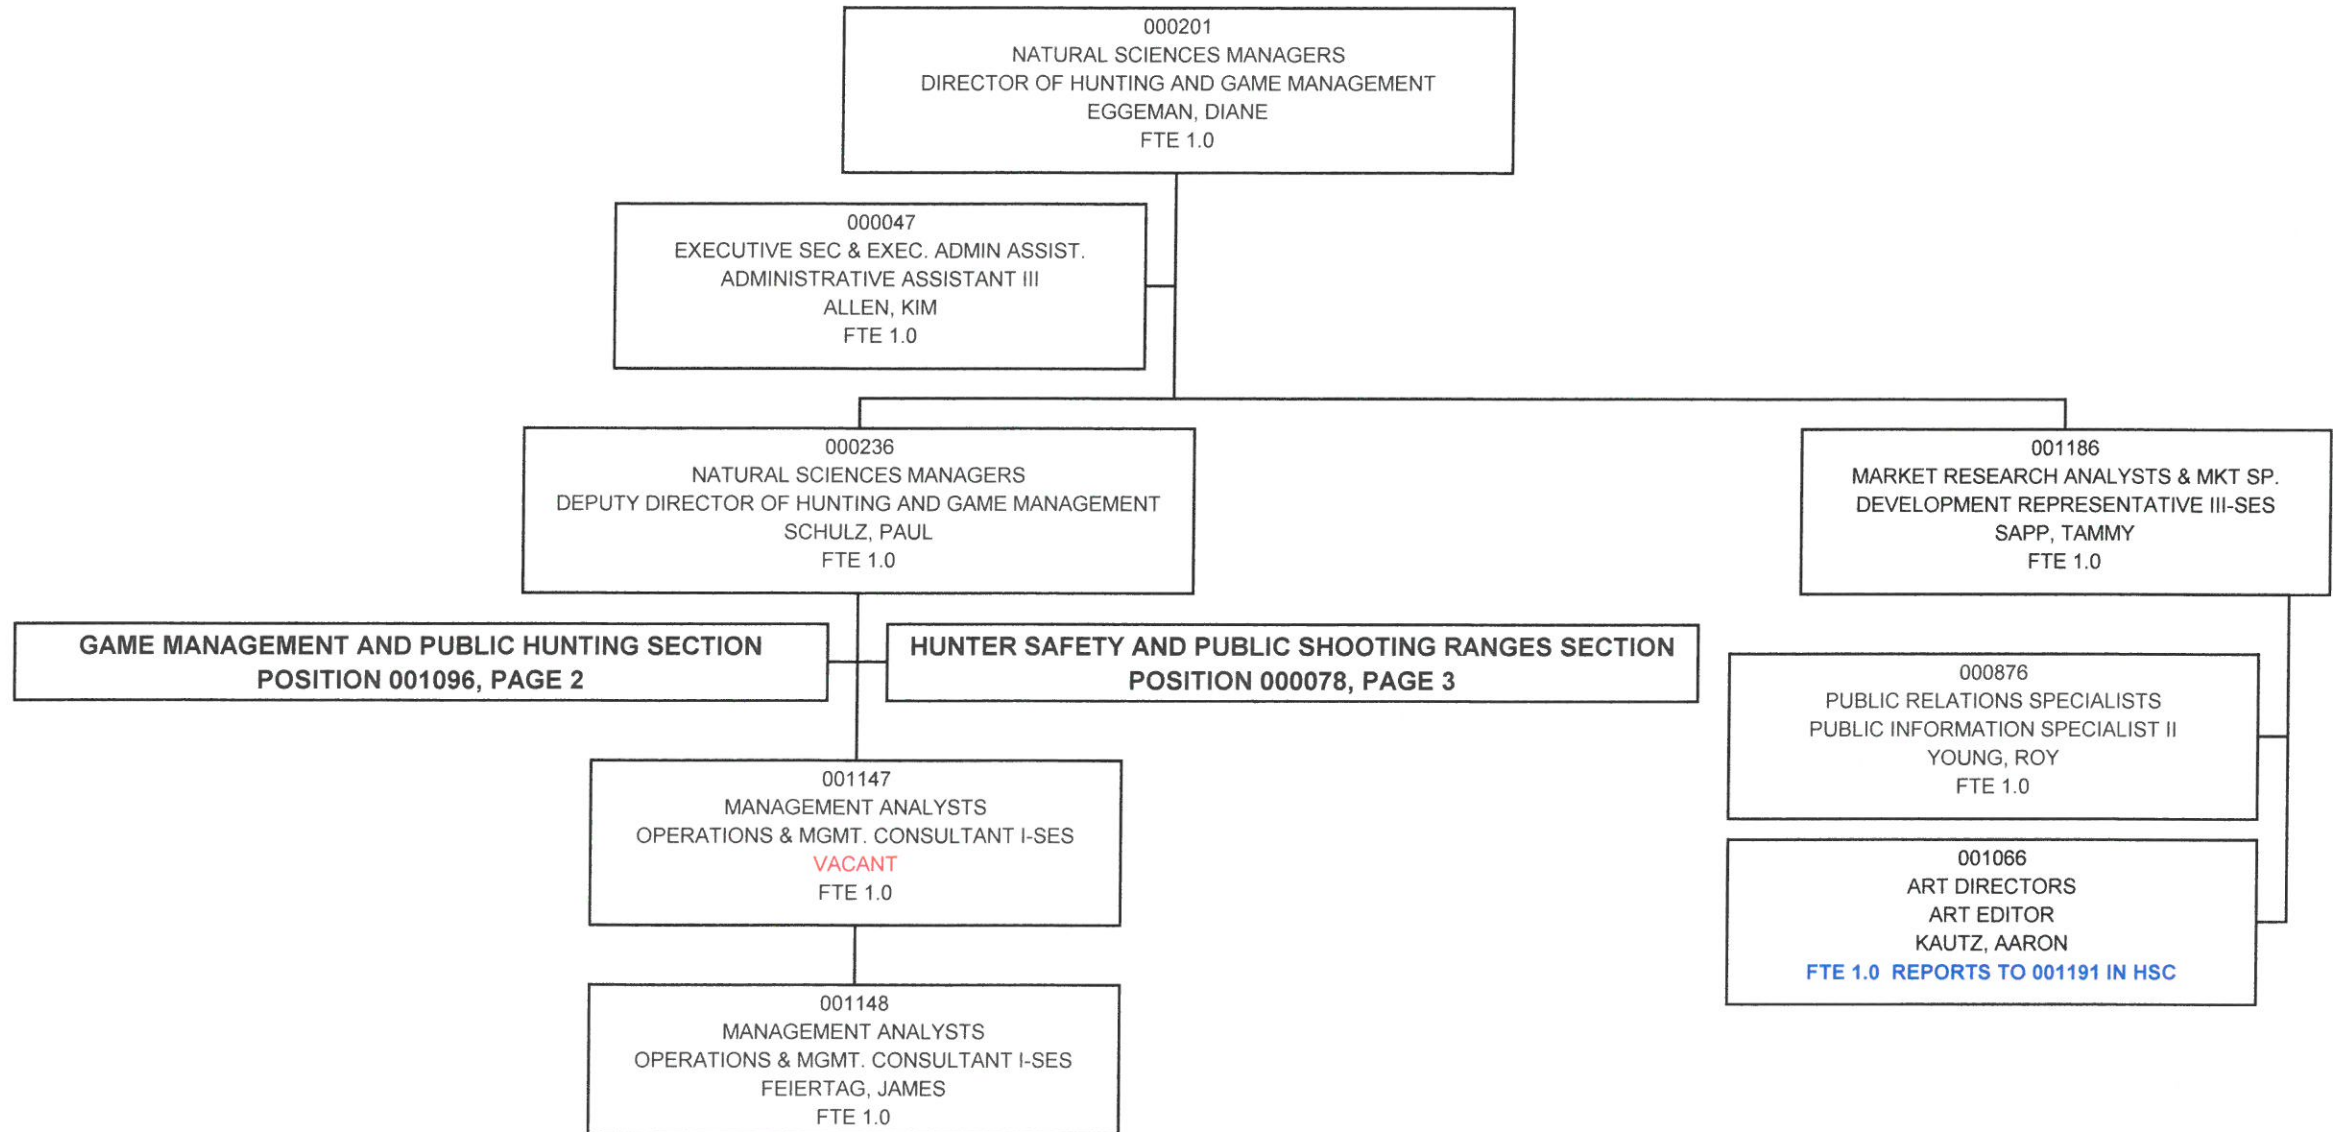 000201
NATURAL SCIENCES MANAGERS
DIRECTOR OF HUNTING AND GAME MANAGEMENT
EGGEMAN, DIANE
FTE 1.0
000047
EXECUTIVE SEC & EXEC. ADMIN ASSIST.
ADMINISTRATIVE ASSISTANT III
ALLEN, KIM
FTE 1.0
000236
NATURAL SCIENCES MANAGERS
DEPUTY DIRECTOR OF HUNTING AND GAME MANAGEMENT
SCHULZ, PAUL
FTE 1.0
001186
MARKET RESEARCH ANALYSTS & MKT SP.
DEVELOPMENT REPRESENTATIVE III-SES
SAPP, TAMMY
FTE 1.0
GAME MANAGEMENT AND PUBLIC HUNTING SECTION
POSITION 001096, PAGE 2
HUNTER SAFETY AND PUBLIC SHOOTING RANGES SECTION
POSITION 000078, PAGE 3
000876
PUBLIC RELATIONS SPECIALISTS
PUBLIC INFORMATION SPECIALIST II
YOUNG, ROY
FTE 1.0
001147
MANAGEMENT ANALYSTS
OPERATIONS & MGMT. CONSULTANT I-SES
VACANT
FTE 1.0
001066
ART DIRECTORS
ART EDITOR
KAUTZ, AARON
FTE 1.0 REPORTS TO 001191 IN HSC
001148
MANAGEMENT ANALYSTS
OPERATIONS & MGMT. CONSULTANT I-SES
FEIERTAG, JAMES
FTE 1.0